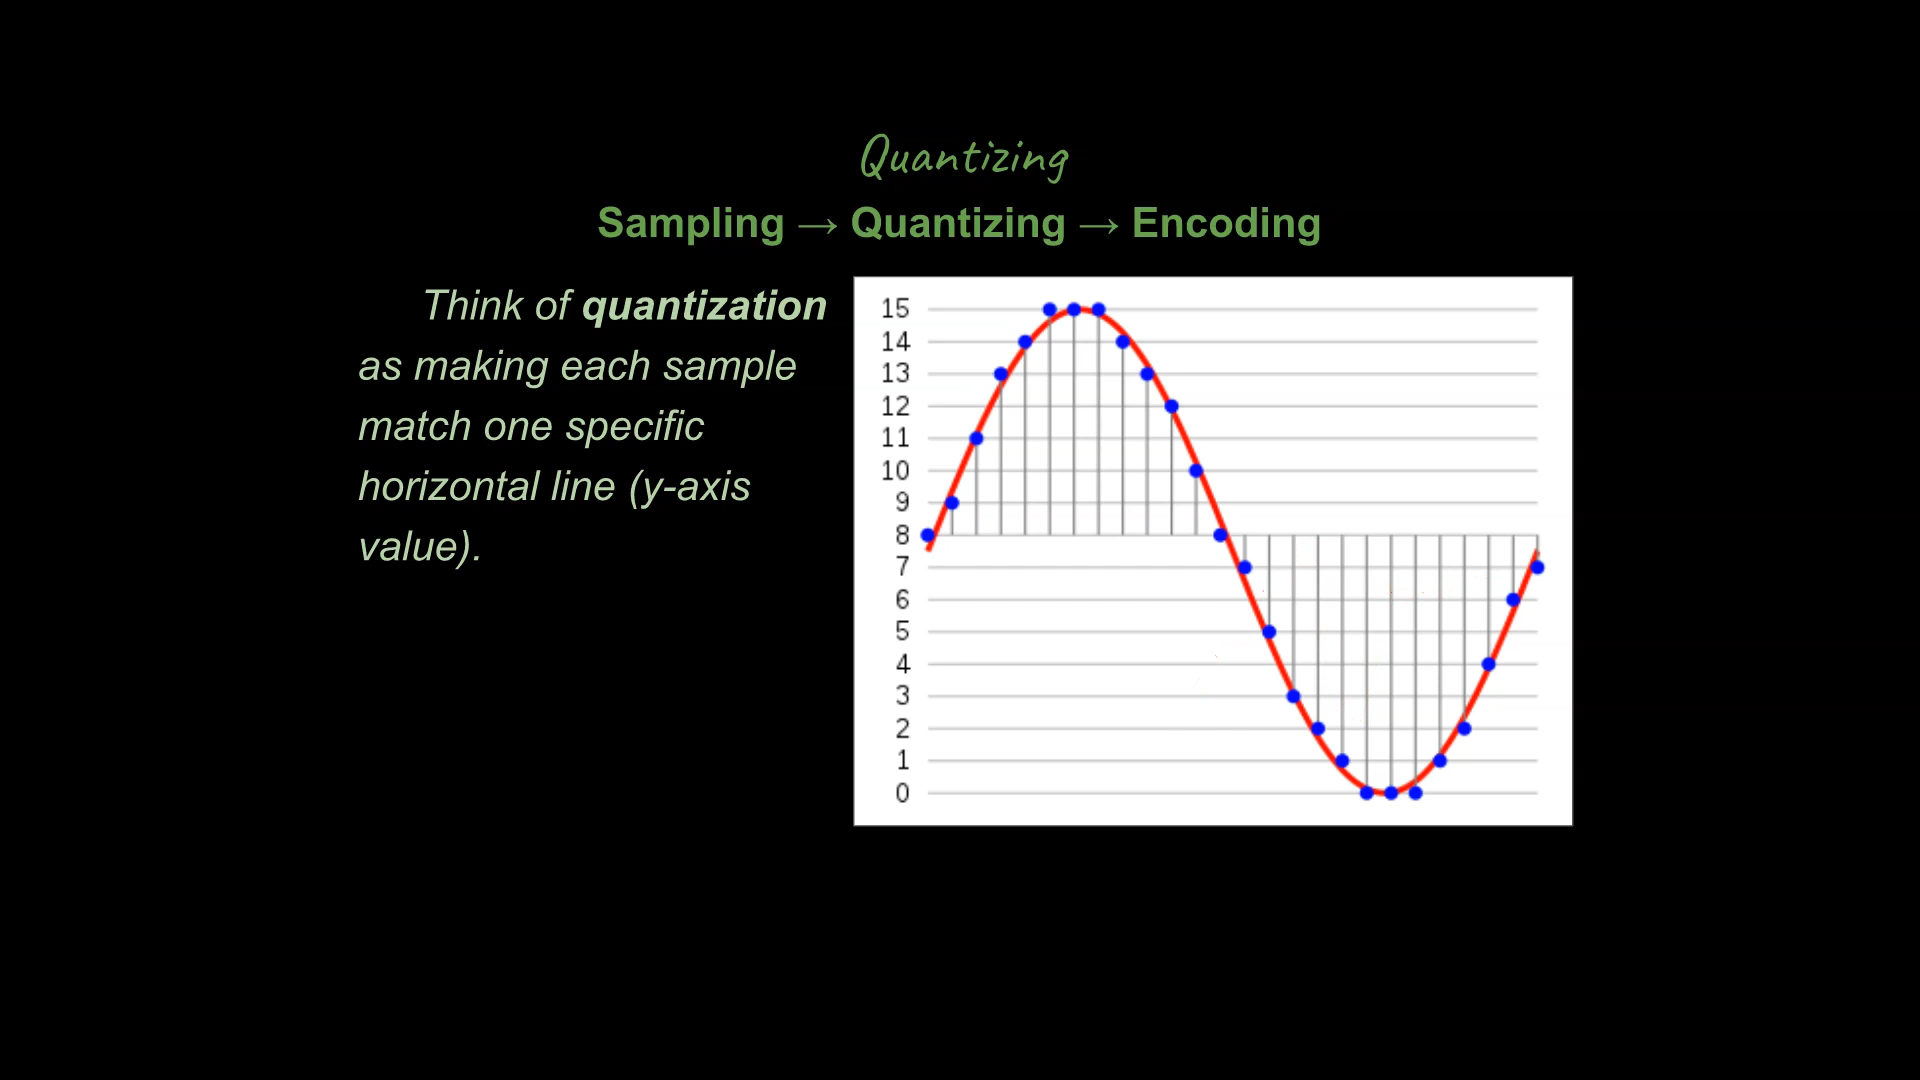 Quantizing
Sampling → Quantizing → Encoding
Think of quantization
as making each sample
match one specific
horizontal line (y-axis
value).
15
14
13
12
11
10
9
8
7
6
5
4
3
2
1
0